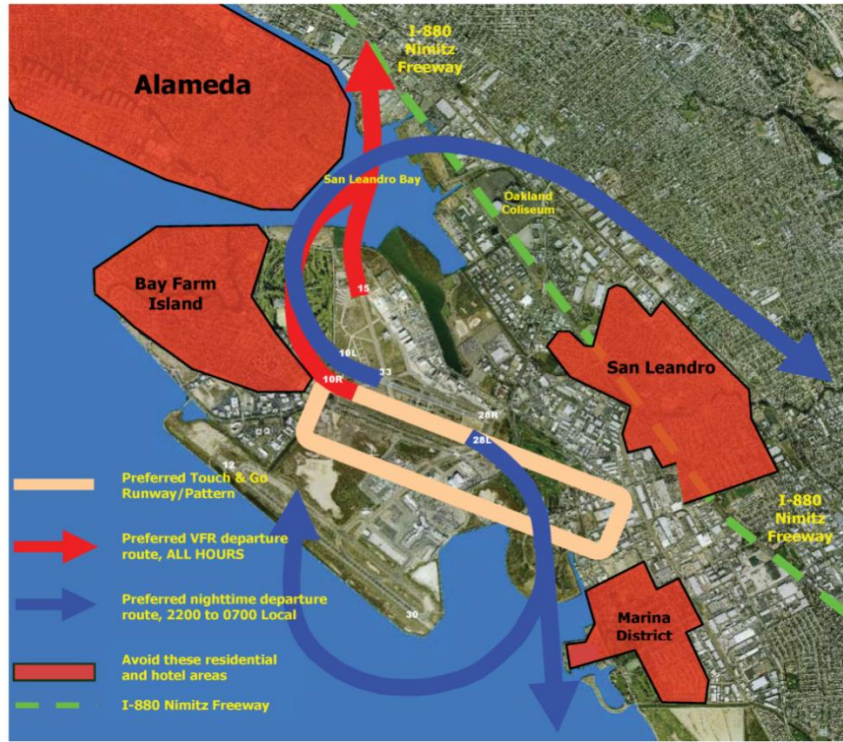 I-880
Nimitz
Freeway
Alameda
San Leandro Bay
Oakland
Coliseum
Bay Farm
Island
15
10L
33
10R
San Leandro
28R
28L
12
Preferred Touch & Go
Runway/Pattern
I-880
Nimitz
Freeway
Preferred VFR departure
route, ALL HOURS
Preferred nighttime departure
route, 2200 to 0700 Local
30
Marina
District
Avoid these residential
and hotel areas
I-880 Nimitz Freeway